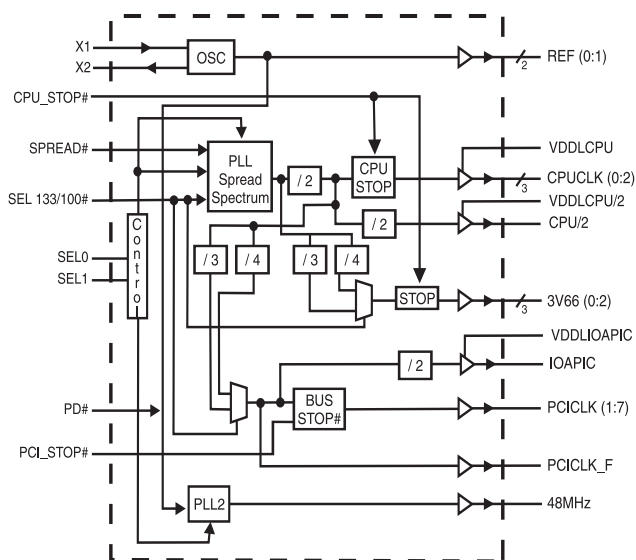 X1
X2
OSC
REF (0:1)
2
CPU_STOP#
SPREAD#
PLL
Spread
Spectrum
/ 2
CPU
STOP
VDDLCPU
CPUCLK (0:2)
3
SEL 133/100#
VDDLCPU/2
/ 2
CPU/2
Control
/ 3
/ 4
/ 3
/ 4
SEL0
SEL1
STOP
3V66 (0:2)
3
VDDLIOAPIC
/ 2
IOAPIC
BUS
STOP#
PCICLK (1:7)
PD#
PCI_STOP#
PCICLK_F
PLL2
48MHz